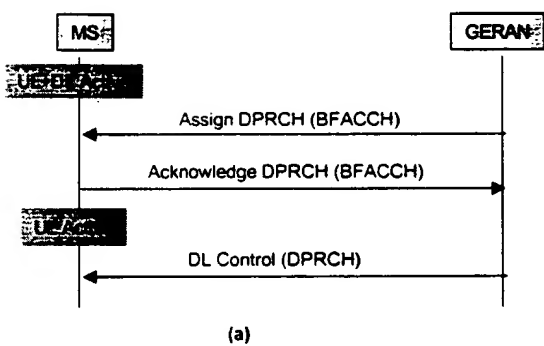 MS
GERAN
Assign DPRCH (BFACCH)
Acknowledge DPRCH (BFACCH)
DL Control (DPRCH)
(a)